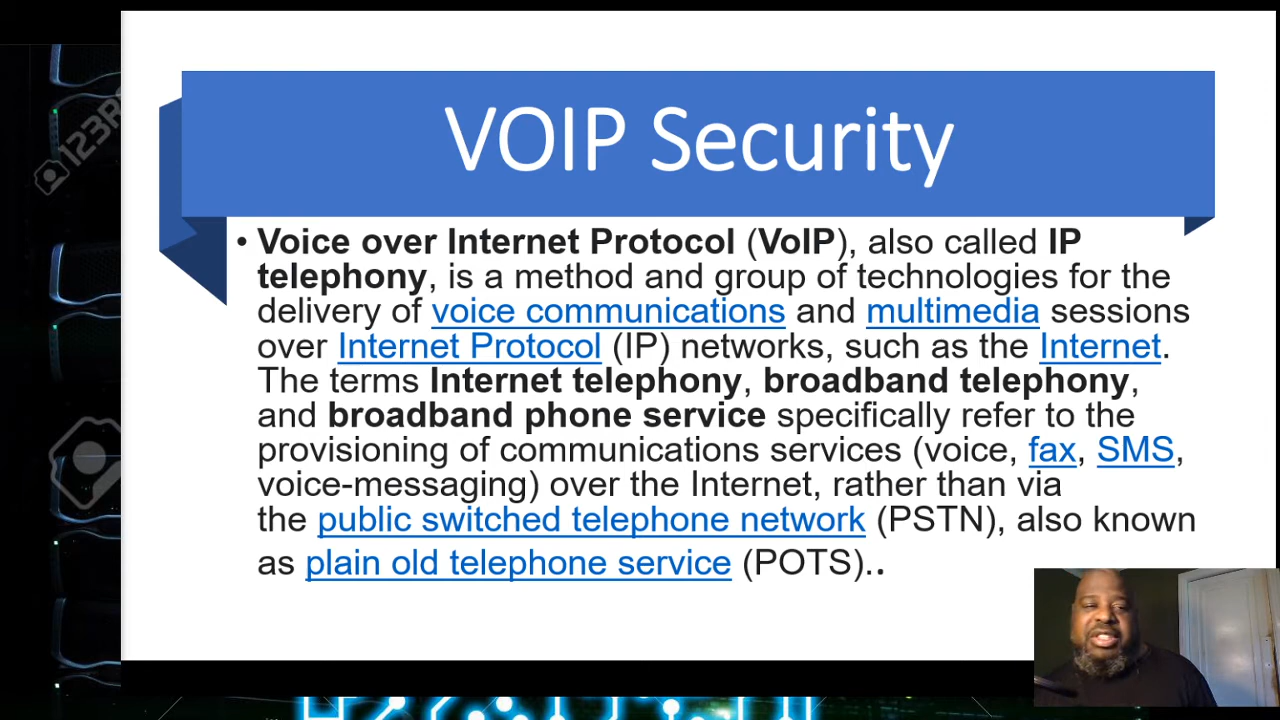 VOIP Security
• Voice over Internet Protocol (VoIP), also called IP
telephony, is a method and group of technologies for the
delivery of voice communications and multimedia sessions
over Internet Protocol (IP) networks, such as the Internet.
The terms Internet telephony, broadband telephony,
and broadband phone service specifically refer to the
provisioning of communications services (voice, fax, SMS,
voice-messaging) over the Internet, rather than via
the public switched telephone network (PSTN), also known
as plain old telephone service (POTS)..
123R